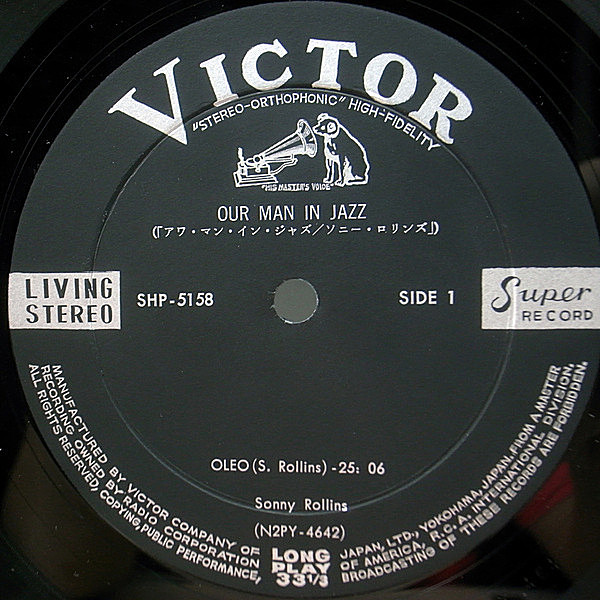 VICTOR
"STEREO-ORTHOPHONIC" HIGH-FIDELITY
"HIS MASTER'S VOICE"
OUR MAN IN JAZZ
(『アワ・マン・イン・ジャズ／ソニー・ロリンズ』)
LIVING
STEREO
SHP-5158
SIDE 1
Super
RECORD
OLEO (S. Rollins) -25: 06
Sonny Rollins
(N2PY-4642)
MANUFACTURED BY VICTOR COMPANY OF JAPAN, LTD., YOKOHAMA, JAPAN, FROM A MASTER
RECORDING OWNED BY RADIO CORPORATION OF AMERICA, R.C.A. INTERNATIONAL DIVISION.
ALL RIGHTS RESERVED, COPYING, PUBLIC PERFORMANCE, BROADCASTING OF THESE RECORDS ARE FORBIDDEN.
LONG
PLAY
33 1/3